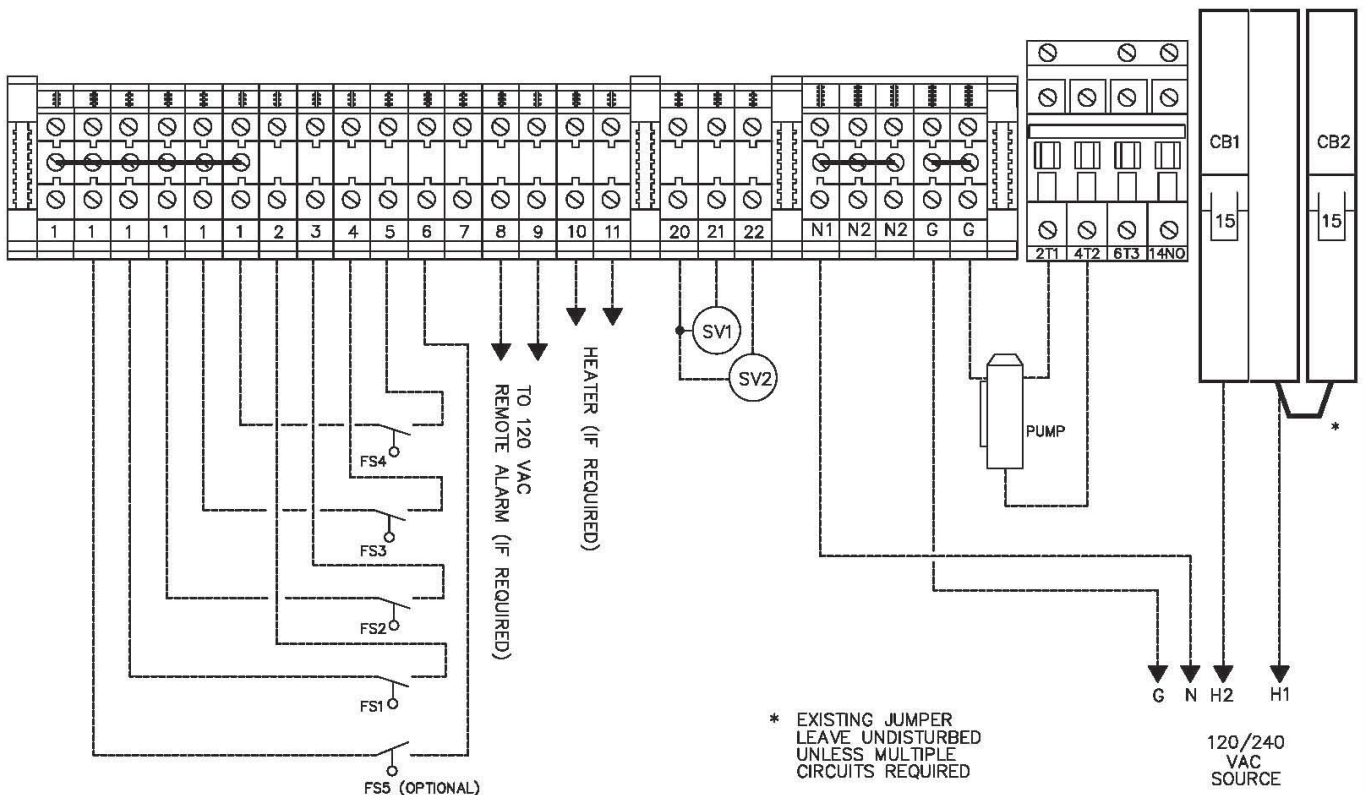 CB1
CB2
15
15
1 1 1 1 1 1 2 3 4 5 6 7 8 9 10 11 20 21 22 N1 N2 N2 G G
2T1 4T2 6T3 14NO
SV1
SV2
HEATER (IF REQUIRED)
TO 120 VAC
REMOTE ALARM (IF REQUIRED)
PUMP
*
FS4
FS3
FS2
FS1
FS5 (OPTIONAL)
G N H2 H1
* EXISTING JUMPER
LEAVE UNDISTURBED
UNLESS MULTIPLE
CIRCUITS REQUIRED
120/240
VAC
SOURCE